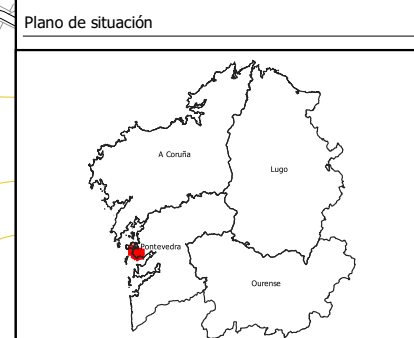 Plano de situación
A Coruña
Lugo
Pontevedra
Ourense